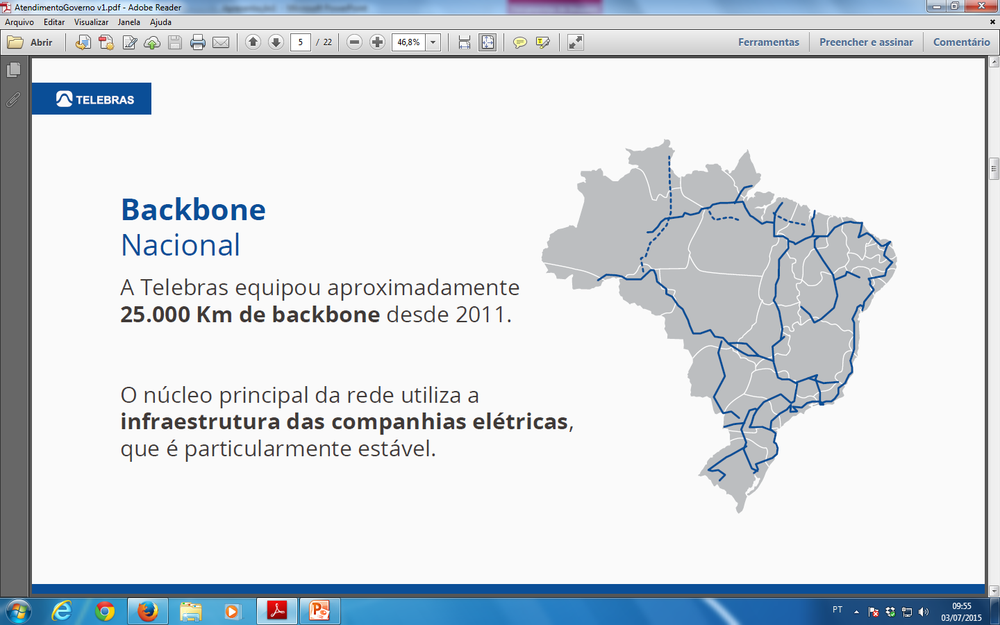 AtendimentoGoverno v1.pdf - Adobe Reader
Arquivo Editar Visualizar Janela Ajuda
Abrir
5 / 22
46,8%
Ferramentas
Preencher e assinar
Comentário
TELEBRAS
Backbone
Nacional
A Telebras equipou aproximadamente
25.000 Km de backbone desde 2011.
O núcleo principal da rede utiliza a
infraestrutura das companhias elétricas,
que é particularmente estável.
PT
09:55
03/07/2015